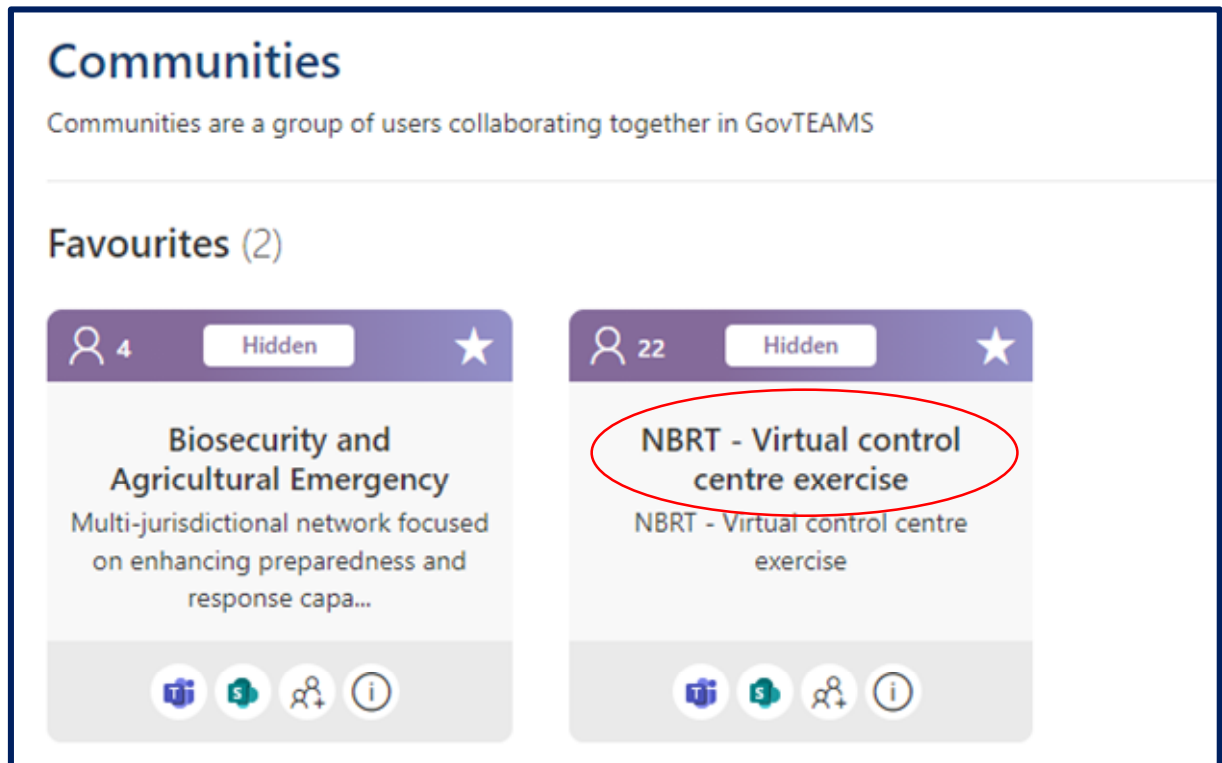 Communities
Communities are a group of users collaborating together in GovTEAMS
Favourites (2)
4 Hidden
Biosecurity and
Agricultural Emergency
Multi-jurisdictional network focused
on enhancing preparedness and
response capa...
22 Hidden
NBRT - Virtual control
centre exercise
NBRT - Virtual control centre
exercise